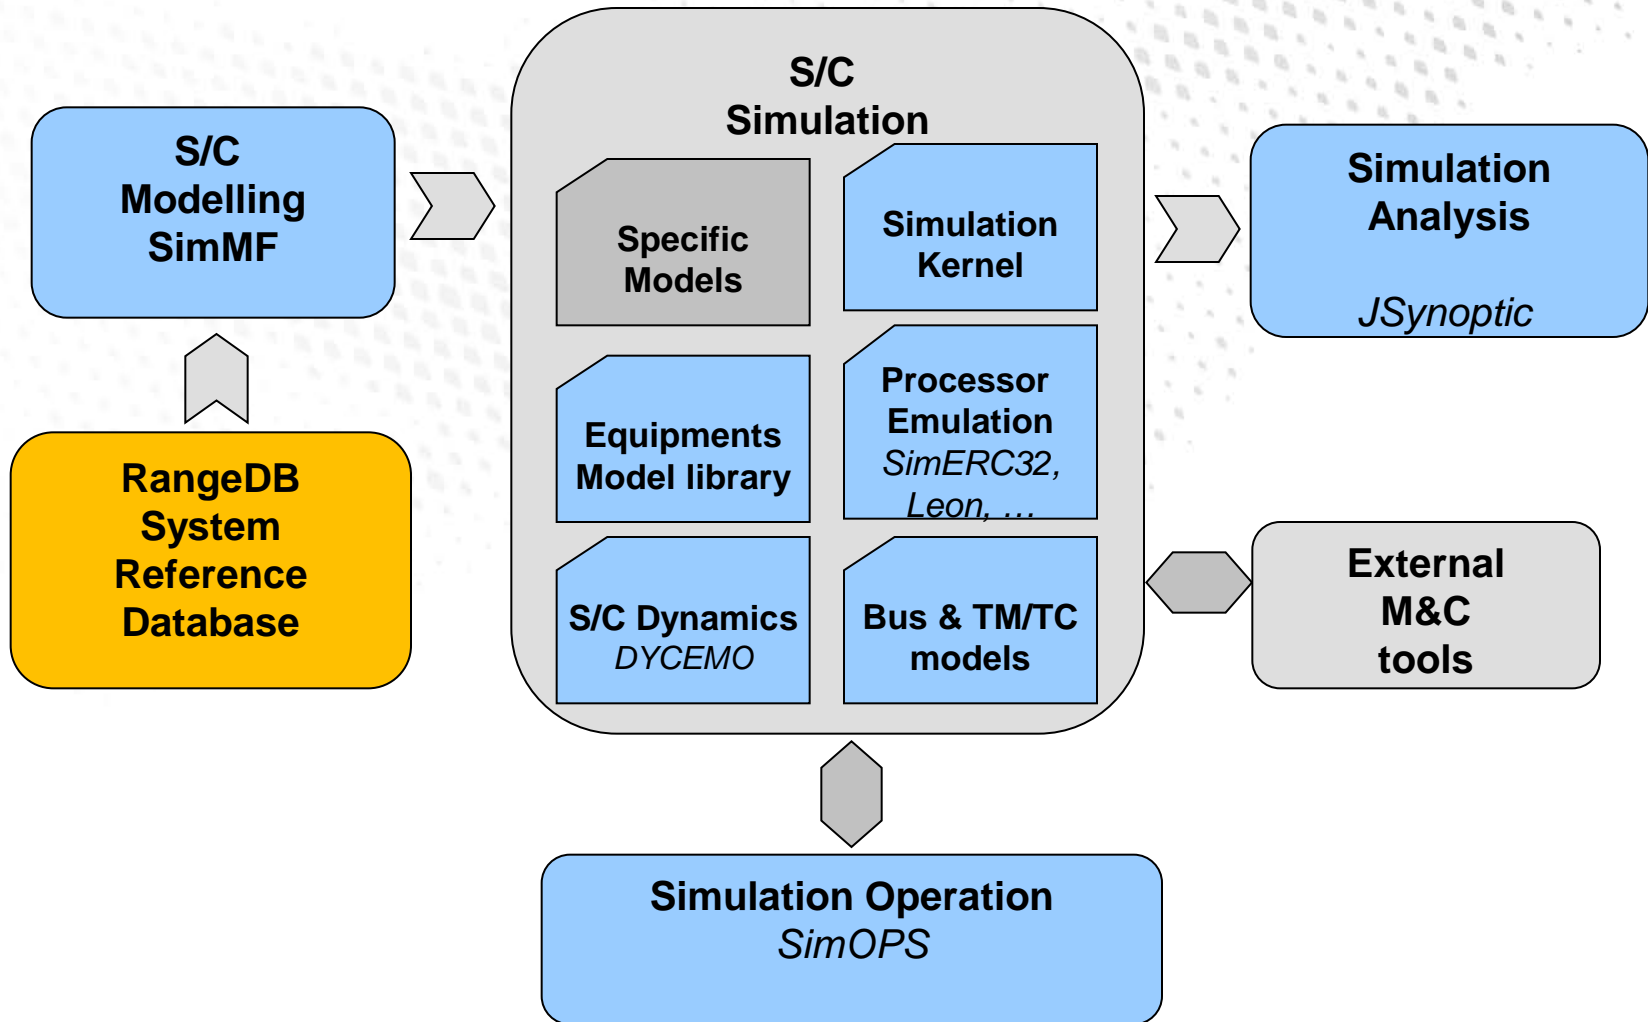 S/C
Simulation
S/C
Modelling
SimMF
Simulation
Analysis
JSynoptic
Specific
Models
Simulation
Kernel
Equipments
Model library
Processor
Emulation
SimERC32,
Leon, …
RangeDB
System
Reference
Database
S/C Dynamics
DYCEMO
Bus & TM/TC
models
External
M&C
tools
Simulation Operation
SimOPS